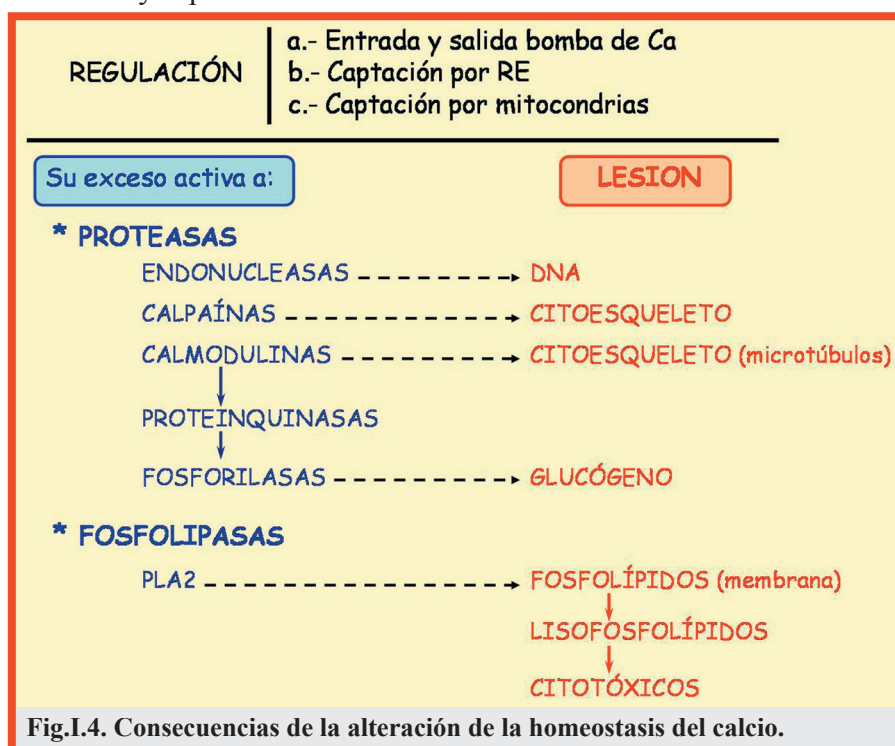 a.- Entrada y salida bomba de Ca
REGULACIÓN
b.- Captación por RE
c.- Captación por mitocondrias
Su exceso activa a: LESION
* PROTEASAS
ENDONUCLEASAS DNA
CALPAÍNAS CITOESQUELETO
CALMODULINAS CITOESQUELETO (microtúbulos)
PROTEINQUINASAS
FOSFORILASAS GLUCÓGENO
* FOSFOLIPASAS
PLA2 FOSFOLÍPIDOS (membrana)
LISOFOSFOLÍPIDOS
CITOTÓXICOS
Fig.I.4. Consecuencias de la alteración de la homeostasis del calcio.